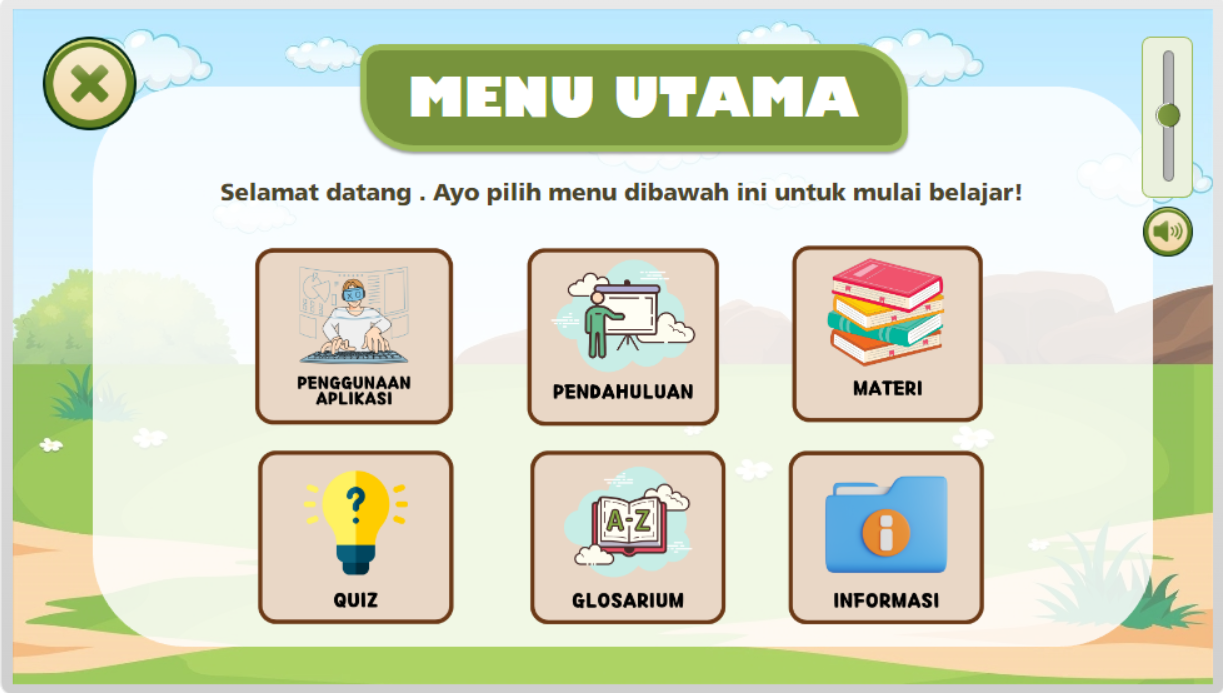 MENU UTAMA
Selamat datang . Ayo pilih menu dibawah ini untuk mulai belajar!
PENGGUNAAN
APLIKASI
PENDAHULUAN
MATERI
?
QUIZ
A-Z
GLOSARIUM
i
INFORMASI